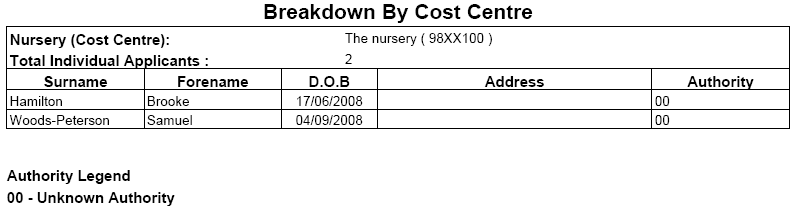 Breakdown By Cost Centre
Nursery (Cost Centre): The nursery ( 98XX100 )
Total Individual Applicants : 2
Surname Forename D.O.B Address Authority
Hamilton Brooke 17/06/2008 00
Woods-Peterson Samuel 04/09/2008 00
Authority Legend
00 - Unknown Authority